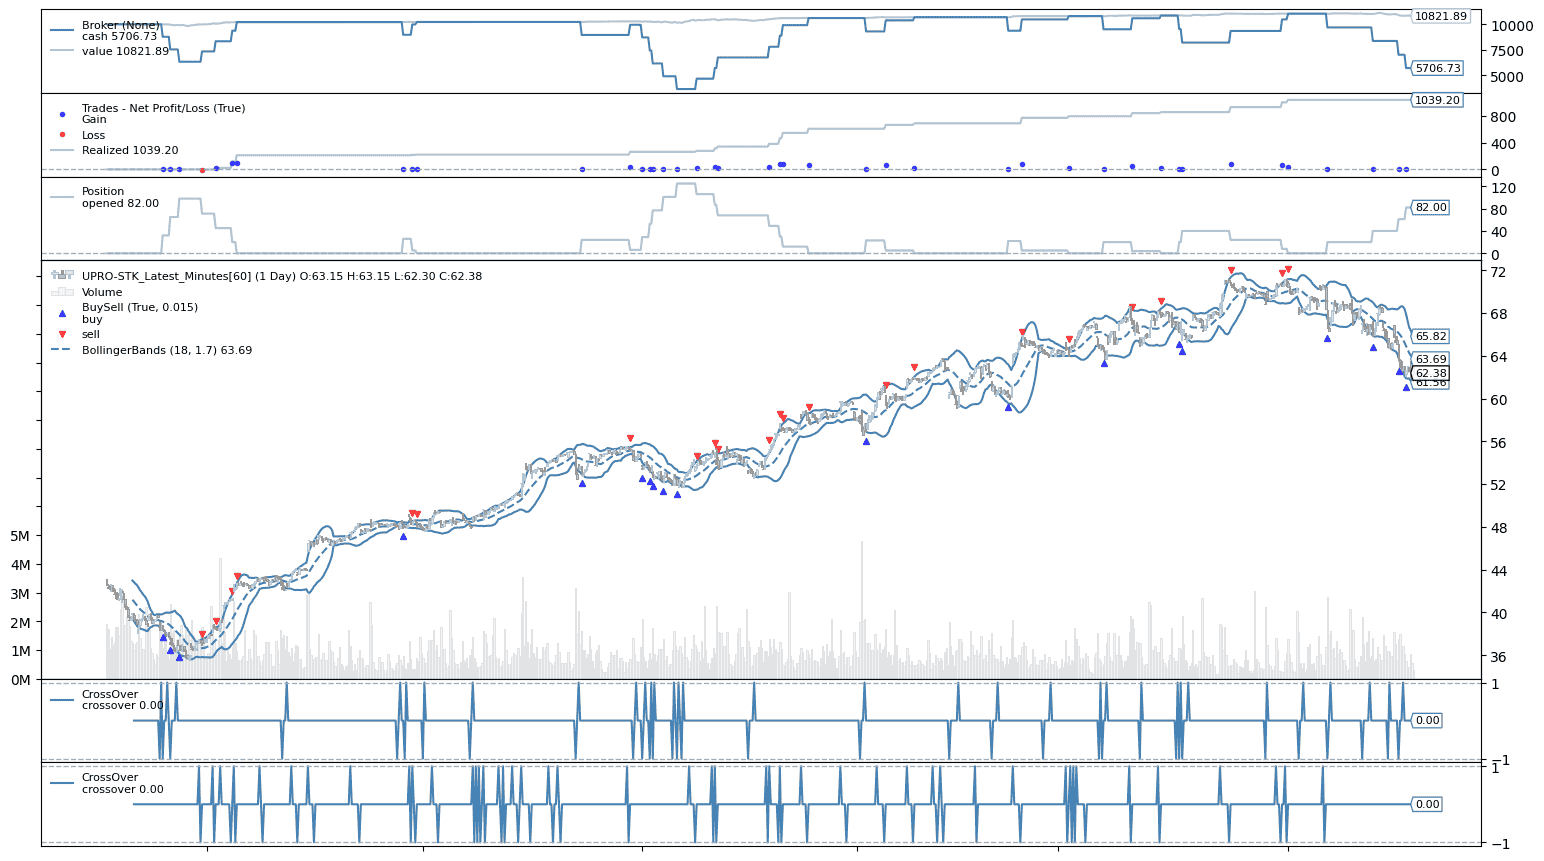 Broker (None)
cash 5706.73
value 10821.89
10821.89
10000
7500
5706.73
5000
Trades - Net Profit/Loss (True)
Gain
Loss
Realized 1039.20
1039.20
800
400
0
Position
opened 82.00
120
82.00
80
40
0
UPRO-STK_Latest_Minutes[60] (1 Day) O:63.15 H:63.15 L:62.30 C:62.38
Volume
BuySell (True, 0.015)
buy
sell
BollingerBands (18, 1.7) 63.69
72
68
65.82
64
63.69
62.38
61.56
60
56
52
48
44
40
36
5M
4M
3M
2M
1M
0M
CrossOver
crossover 0.00
1
0.00
−1
CrossOver
crossover 0.00
1
0.00
−1